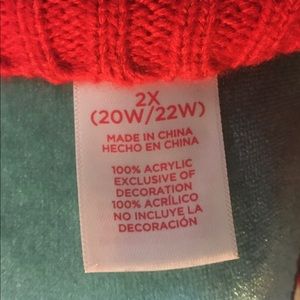 2X
(20W/22W)
MADE IN CHINA
HECHO EN CHINA
100% ACRYLIC
EXCLUSIVE OF
DECORATION
100% ACRÍLICO
NO INCLUYE LA
DECORACIÓN